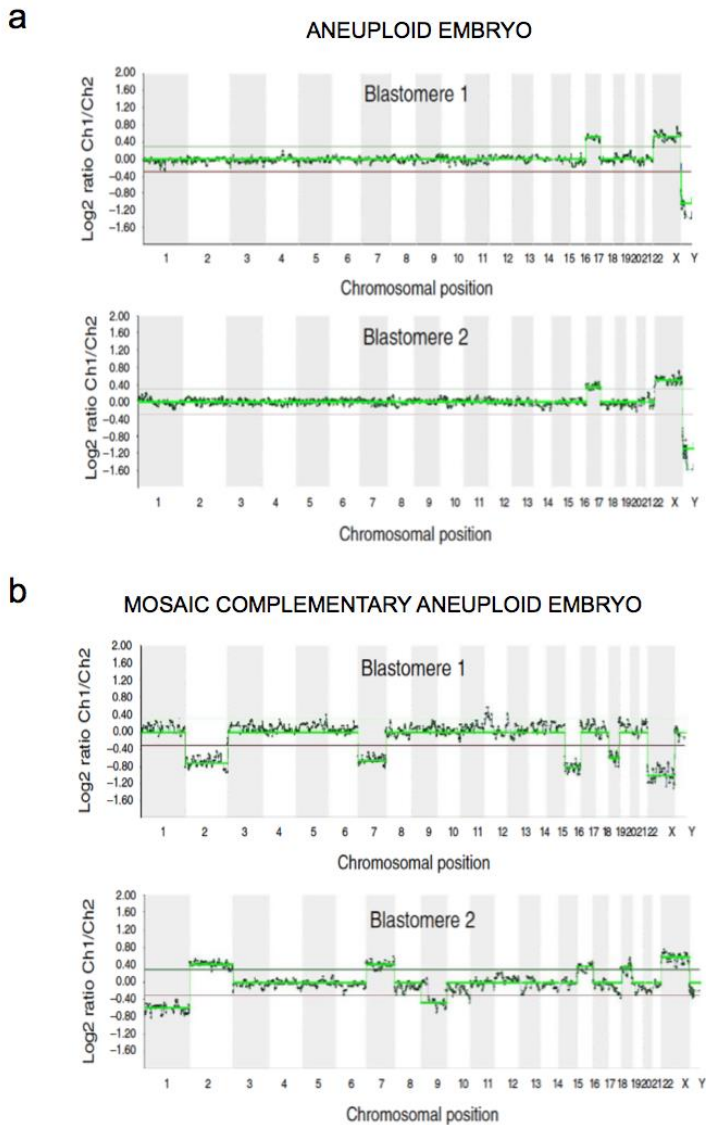 a
ANEUPLOID EMBRYO
Blastomere 1
Log2 ratio Ch1/Ch2
2.00
1.60
1.20
0.80
0.40
0.00
−0.40
−0.80
−1.20
−1.60
1 2 3 4 5 6 7 8 9 10 11 12 13 14 15 16 17 18 19 20 21 22 X Y
Chromosomal position
Blastomere 2
Log2 ratio Ch1/Ch2
2.00
1.60
1.20
0.80
0.40
0.00
−0.40
−0.80
−1.20
−1.60
1 2 3 4 5 6 7 8 9 10 11 12 13 14 15 16 17 18 19 20 21 22 X Y
Chromosomal position
b
MOSAIC COMPLEMENTARY ANEUPLOID EMBRYO
Blastomere 1
Log2 ratio Ch1/Ch2
2.00
1.60
1.20
0.80
0.40
0.00
−0.40
−0.80
−1.20
−1.60
1 2 3 4 5 6 7 8 9 10 11 12 13 14 15 16 17 18 19 20 21 22 X Y
Chromosomal position
Blastomere 2
Log2 ratio Ch1/Ch2
2.00
1.60
1.20
0.80
0.40
0.00
−0.40
−0.80
−1.20
−1.60
1 2 3 4 5 6 7 8 9 10 11 12 13 14 15 16 17 18 19 20 21 22 X Y
Chromosomal position